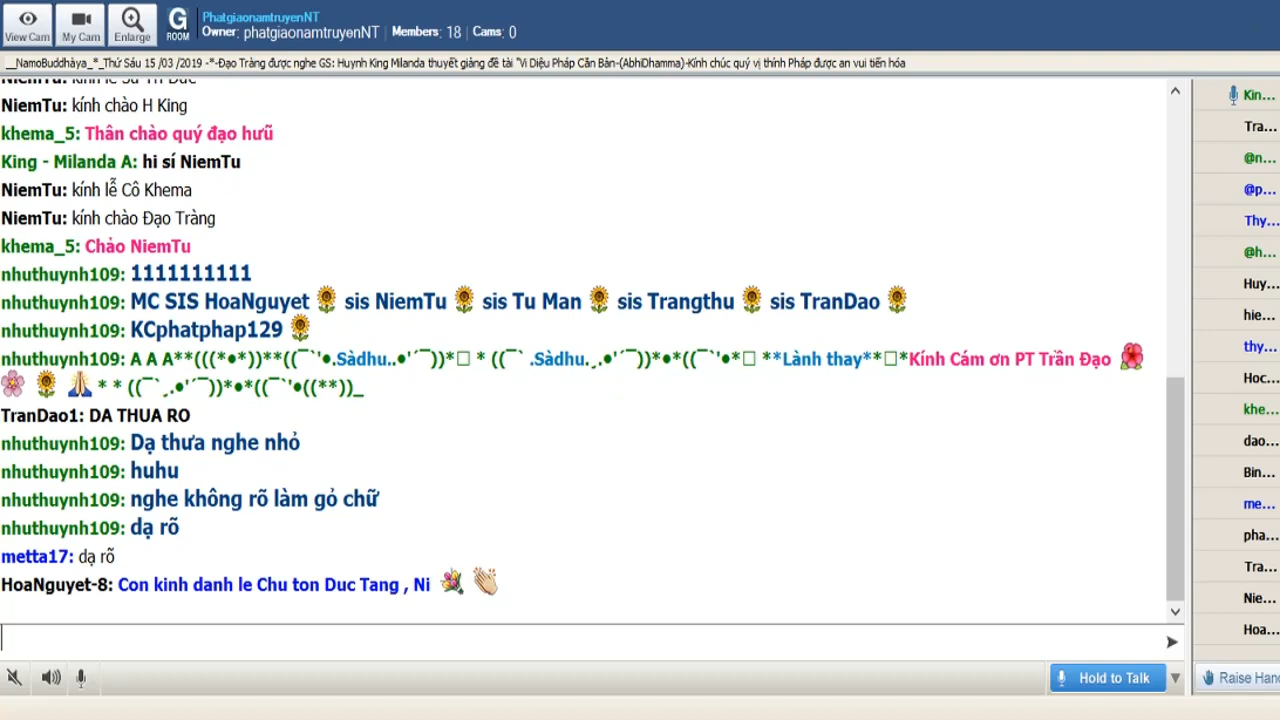 View Cam
My Cam
Enlarge
G
ROOM
PhatgiaonamtruyenNT
Owner: phatgiaonamtruyenNT | Members: 18 | Cams: 0
__NamoBuddhàya_*_Thứ Sáu 15 /03 /2019 -*-Đạo Tràng được nghe GS: Huynh King Milanda thuyết giảng đề tài "Vi Diệu Pháp Căn Bản-(AbhiDhamma)-Kính chúc quý vị thính Pháp được an vui tiến hóa
NiemTu: kính lễ Sư Trí Đức
NiemTu: kính chào H King
khema_5: Thân chào quý đạo hưũ
King - Milanda A: hi sí NiemTu
NiemTu: kính lễ Cô Khema
NiemTu: kính chào Đạo Tràng
khema_5: Chảo NiemTu
nhuthuynh109: 1111111111
nhuthuynh109: MC SIS HoaNguyet 🌻 sis NiemTu 🌻 sis Tu Man 🌻 sis Trangthu 🌻 sis TranDao 🌻
nhuthuynh109: KCphatphap129 🌻
nhuthuynh109: A A A**(((*•*))**((¯`'•.Sàdhu..•'´¯))*□ * ((¯` .Sàdhu.¸.•'´¯))*•*((¯`'•*□ **Lành thay**□*Kính Cám ơn PT Trần Đạo 🌺
🌸 🌻 🙏 * * ((¯`¸.•'´¯))*•*((¯`'•((**))_
TranDao1: DA THUA RO
nhuthuynh109: Dạ thưa nghe nhỏ
nhuthuynh109: huhu
nhuthuynh109: nghe không rõ làm gỏ chữ
nhuthuynh109: dạ rõ
metta17: dạ rõ
HoaNguyet-8: Con kinh danh le Chu ton Duc Tang , Ni 💐 👏
Kin...
Tra...
@n...
@p...
Thy...
@h...
Huy...
hie...
thy...
Hoc...
khe...
dao...
Bin...
me...
pha...
Tra...
Nie...
Hoa...
Hold to Talk
Raise Hand